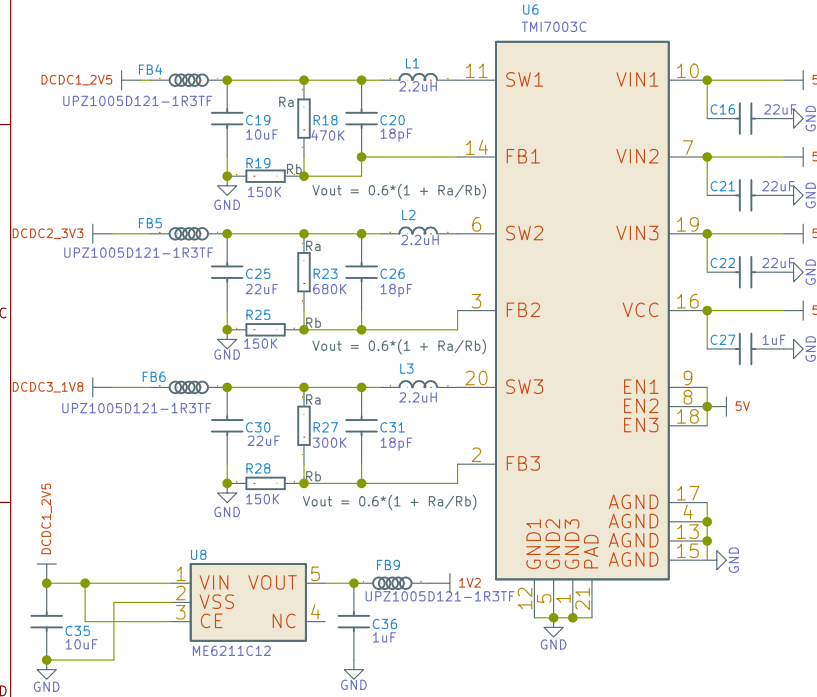 U6
TMI7003C
DCDC1_2V5
FB4
UPZ1005D121-1R3TF
L1
2.2uH
11
SW1
VIN1
10
5
Ra
C19
10uF
R18
470K
C20
18pF
C16
22uF
GND
R19
150K
Rb
14
FB1
VIN2
7
5
GND
Vout = 0.6*(1 + Ra/Rb)
C21
22uF
GND
DCDC2_3V3
FB5
UPZ1005D121-1R3TF
L2
2.2uH
6
SW2
VIN3
19
5
Ra
C25
22uF
R23
680K
C26
18pF
C22
22uF
GND
R25
150K
Rb
3
FB2
VCC
16
5
GND
Vout = 0.6*(1 + Ra/Rb)
C27
1uF
GND
C
DCDC3_1V8
FB6
UPZ1005D121-1R3TF
L3
2.2uH
20
SW3
EN1
9
EN2
8
EN3
18
5V
Ra
C30
22uF
R27
300K
C31
18pF
R28
150K
Rb
2
FB3
GND
Vout = 0.6*(1 + Ra/Rb)
AGND
17
AGND
4
AGND
13
AGND
15
GND
GND1
GND2
GND3
PAD
12
5
1
21
GND
DCDC1_2V5
U8
1
VIN
VOUT
5
2
VSS
3
CE
NC
4
ME6211C12
FB9
UPZ1005D121-1R3TF
1V2
C35
10uF
GND
C36
1uF
GND
D